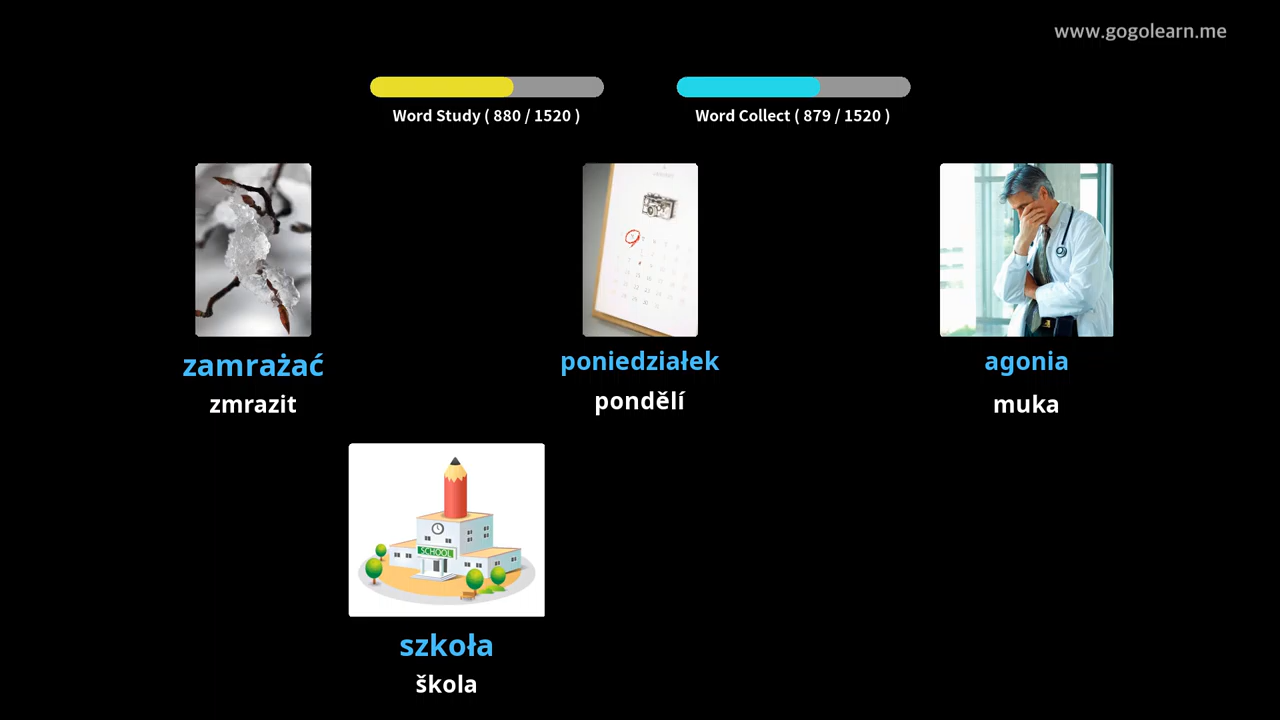 www.gogolearn.me
Word Study ( 880 / 1520 )
Word Collect ( 879 / 1520 )
zamrażać
zmrazit
poniedziałek
pondělí
agonia
muka
SCHOOL
szkoła
škola